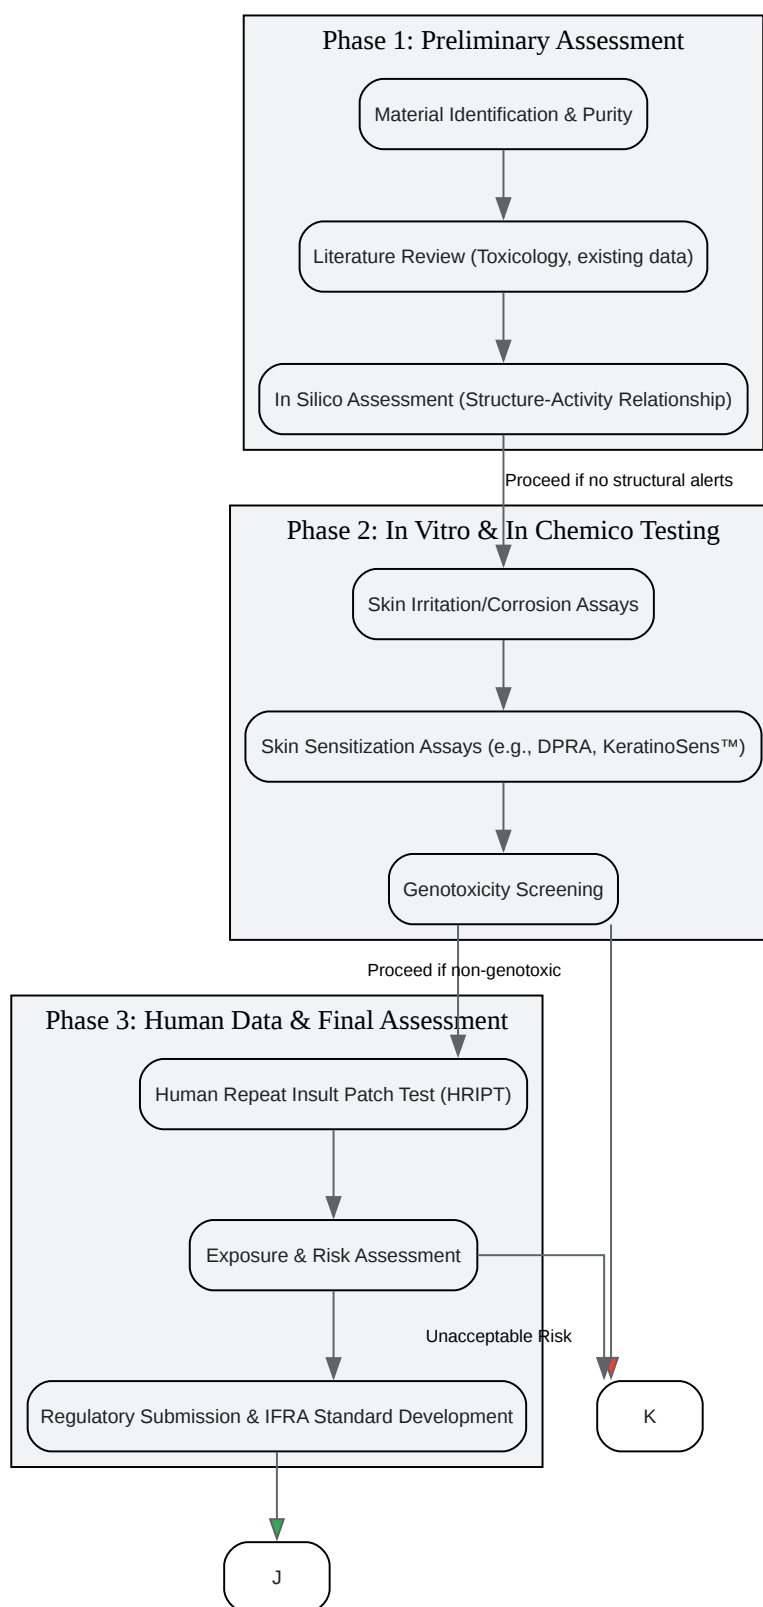 Phase 1: Preliminary Assessment
Material Identification & Purity
Literature Review (Toxicology, existing data)
In Silico Assessment (Structure-Activity Relationship)
Proceed if no structural alerts
Phase 2: In Vitro & In Chemico Testing
Skin Irritation/Corrosion Assays
Skin Sensitization Assays (e.g., DPRA, KeratinoSens™)
Genotoxicity Screening
Proceed if non-genotoxic
Phase 3: Human Data & Final Assessment
Human Repeat Insult Patch Test (HRIPT)
Exposure & Risk Assessment
Unacceptable Risk
Regulatory Submission & IFRA Standard Development
K
J